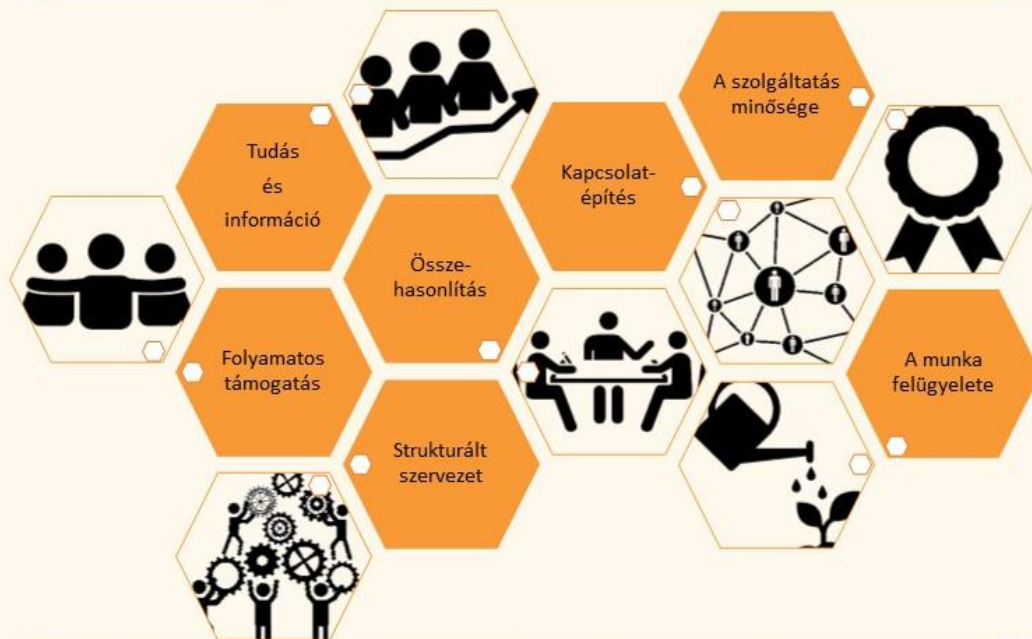 Tudás
és
információ
Folyamatos
támogatás
Össze-
hasonlítás
Strukturált
szervezet
Kapcsolat-
építés
A szolgáltatás
minősége
A munka
felügyelete